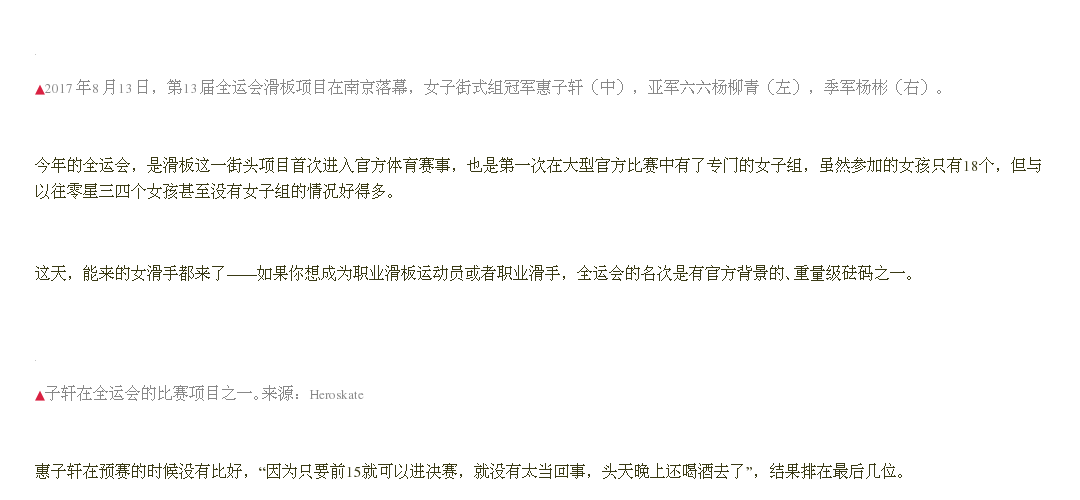 ▲2017 年8 月13 日，第13 届全运会滑板项目在南京落幕，女子街式组冠军惠子轩（中），亚军六六杨柳青（左），季军杨彬（右）。
今年的全运会，是滑板这一街头项目首次进入官方体育赛事，也是第一次在大型官方比赛中有了专门的女子组，虽然参加的女孩只有18个，但与
以往零星三四个女孩甚至没有女子组的情况好得多。
这天，能来的女滑手都来了——如果你想成为职业滑板运动员或者职业滑手，全运会的名次是有官方背景的、重量级砝码之一。
▲子轩在全运会的比赛项目之一。来源：Heroskate
惠子轩在预赛的时候没有比好，“因为只要前15就可以进决赛，就没有太当回事，头天晚上还喝酒去了”，结果排在最后几位。